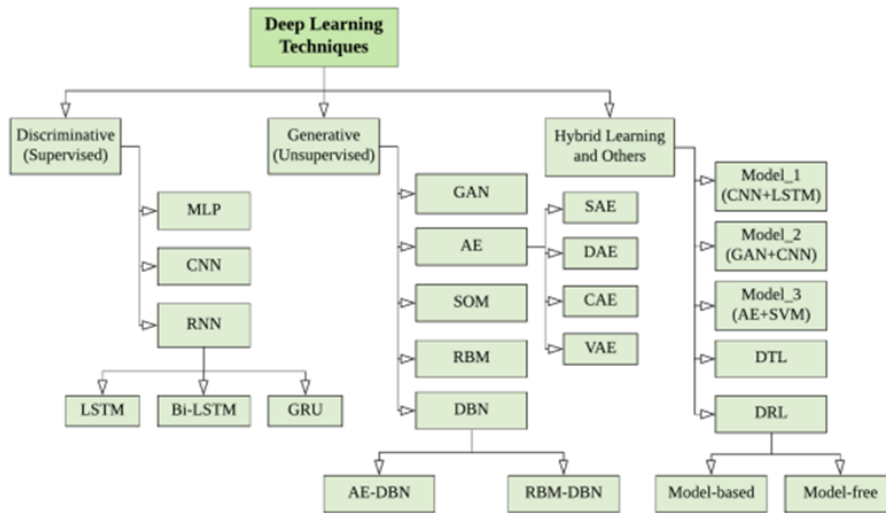 Deep Learning
Techniques
Discriminative
(Supervised)
Generative
(Unsupervised)
Hybrid Learning
and Others
MLP
CNN
RNN
LSTM
Bi-LSTM
GRU
GAN
AE
SOM
RBM
DBN
SAE
DAE
CAE
VAE
AE-DBN
RBM-DBN
Model_1
(CNN+LSTM)
Model_2
(GAN+CNN)
Model_3
(AE+SVM)
DTL
DRL
Model-based
Model-free